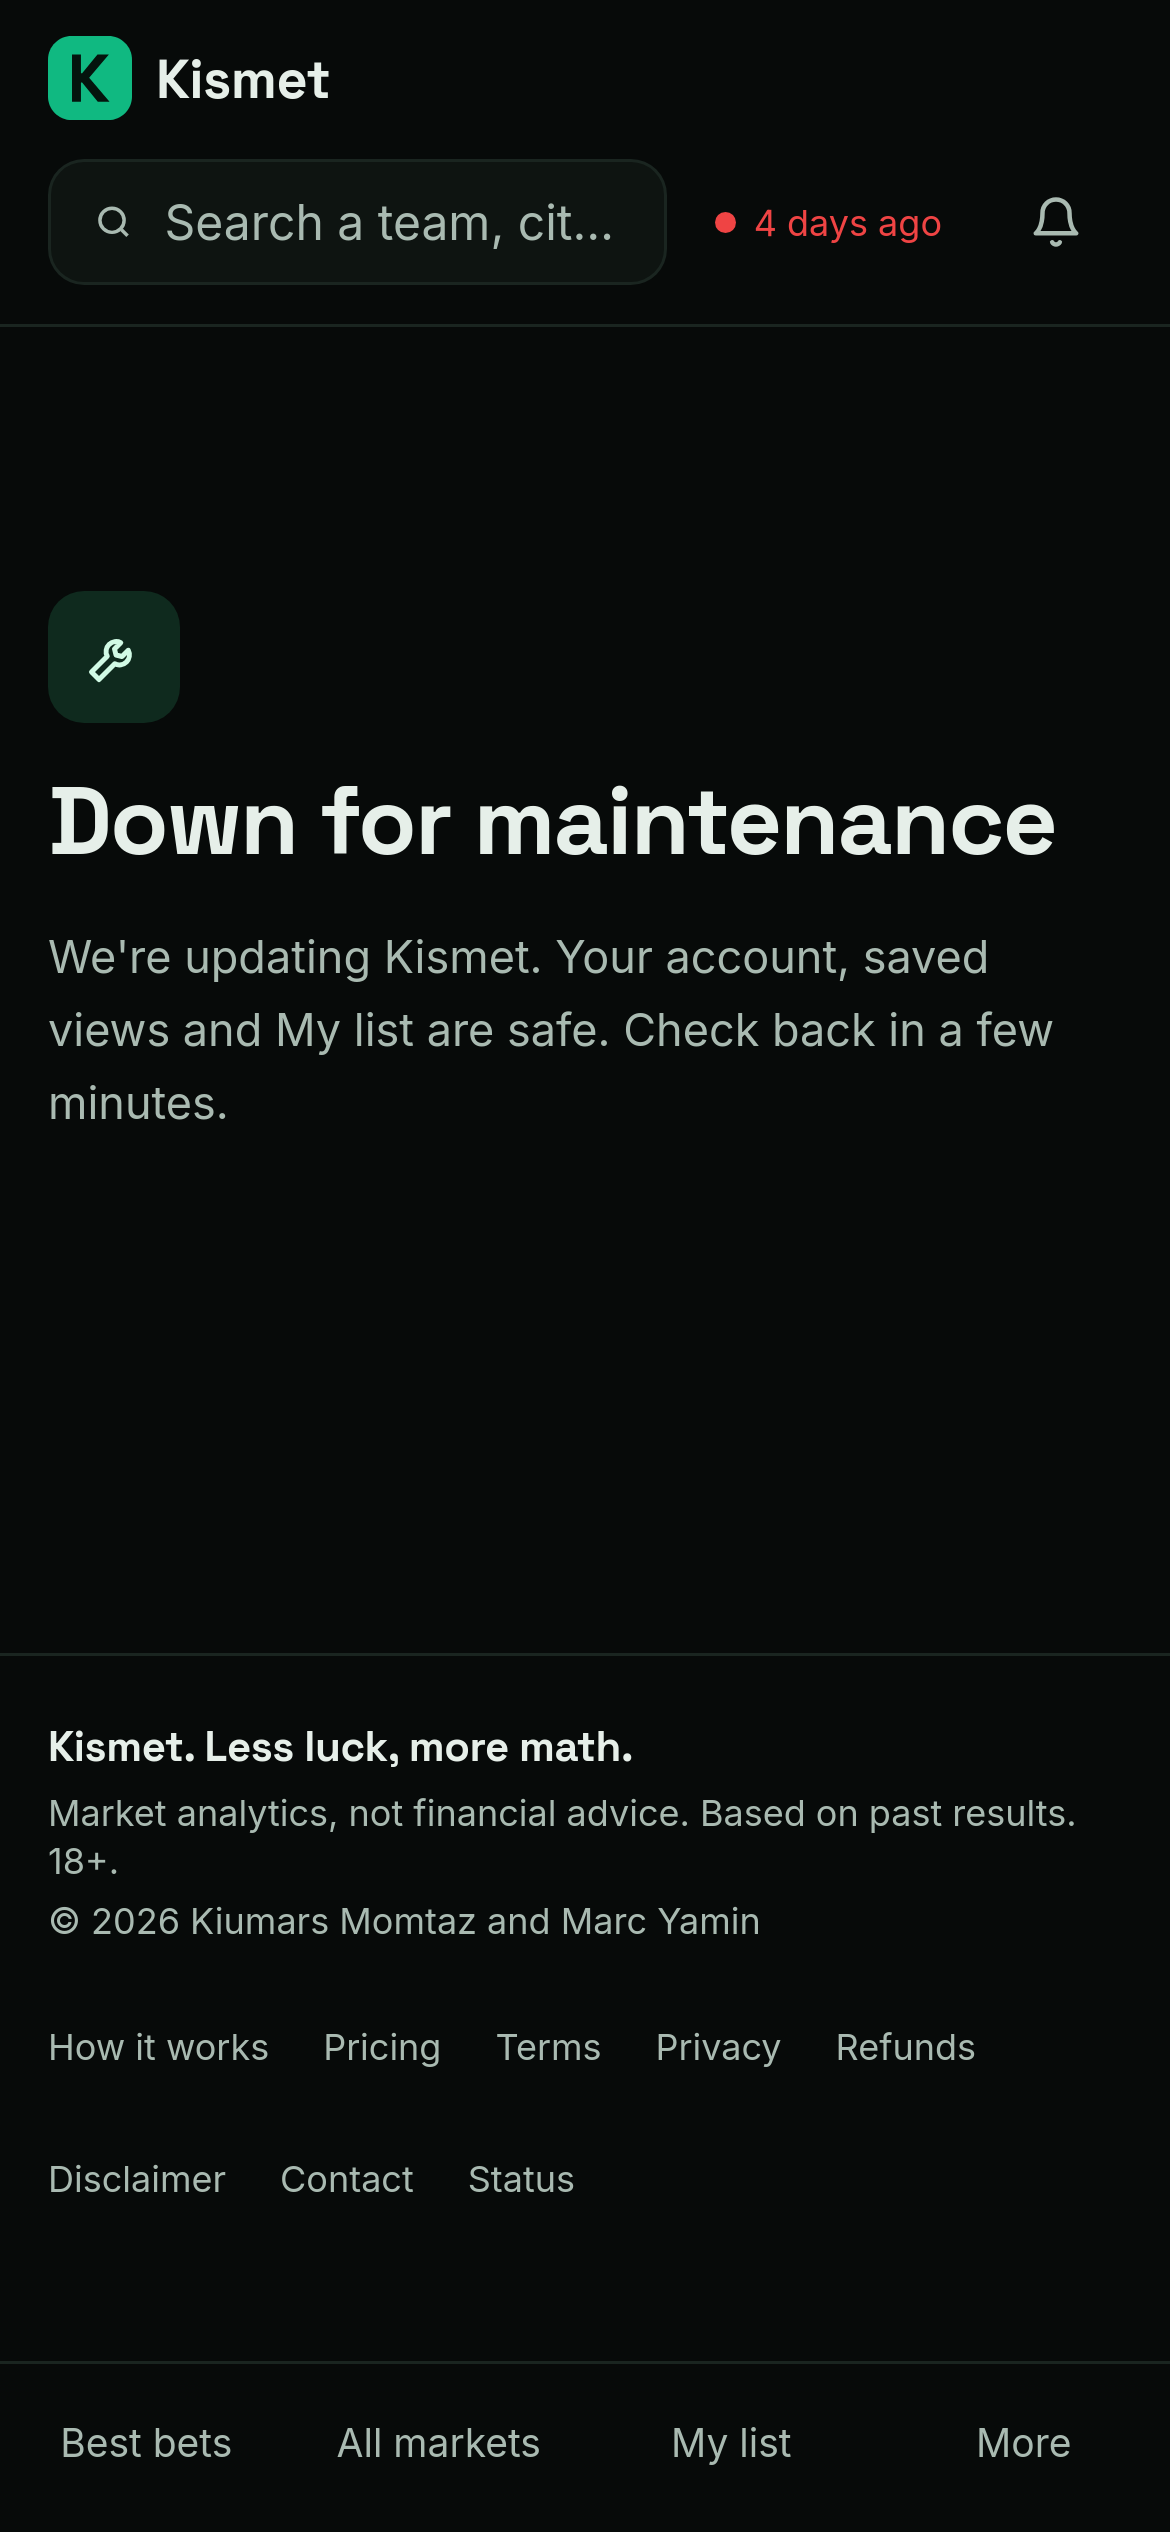 K Kismet
Search a team, cit...
4 days ago
Down for maintenance
We're updating Kismet. Your account, saved
views and My list are safe. Check back in a few
minutes.
Kismet. Less luck, more math.
Market analytics, not financial advice. Based on past results.
18+.
© 2026 Kiumars Momtaz and Marc Yamin
How it works Pricing Terms Privacy Refunds
Disclaimer Contact Status
Best bets All markets My list More